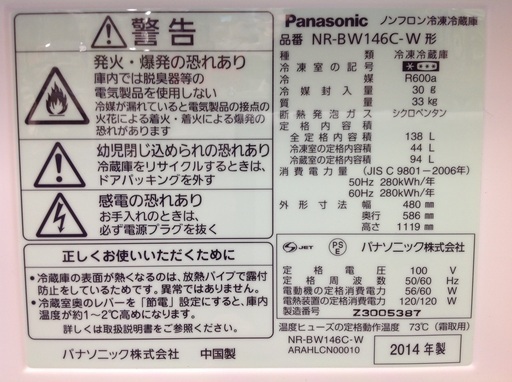 警告
発火・爆発の恐れあり
庫内では脱臭器等の
電気製品を使用しない
冷媒が漏れていると電気製品の接点の
火花による着火・着火による爆発の
恐れがあります
幼児閉じ込められの恐れあり
冷蔵庫をリサイクルするときは、
ドアパッキングを外す
感電の恐れあり
お手入れのときは、
必ず電源プラグを抜く
正しくお使いいただくために
・冷蔵庫の表面が熱くなるのは、放熱パイプで露付
防止をしているためです。異常ではありません。
・冷蔵室奥のレバーを「節電」設定にすると、庫内
温度が約1~2℃高めになります。
詳しくは取扱説明書をご参照ください。
パナソニック株式会社 中国製
Panasonic ノンフロン冷凍冷蔵庫
品番 NR-BW146C-W 形
種類 冷凍冷蔵庫
冷凍室の記号 ＊＊＊＊
冷媒 R600a
冷媒封入量 30 g
質量 33 kg
断熱発泡ガス シクロペンタン
定格内容積
全定格内容積 138 L
冷凍室の定格内容積 44 L
冷蔵室の定格内容積 94 L
消費電力量 (JIS C 9801-2006年)
50Hz 280kWh/年
60Hz 280kWh/年
外形寸法 幅 480 mm
奥行 586 mm
高さ 1119 mm
S JET PS E パナソニック株式会社
定格電圧 100 V
定格周波数 50/60 Hz
電動機の定格消費電力 56/60 W
電熱装置の定格消費電力 120/120 W
製造番号 Z3005387
温度ヒューズの定格動作温度 73℃ (霜取用)
NR-BW146C-W
ARAHLCN00010 2014年製